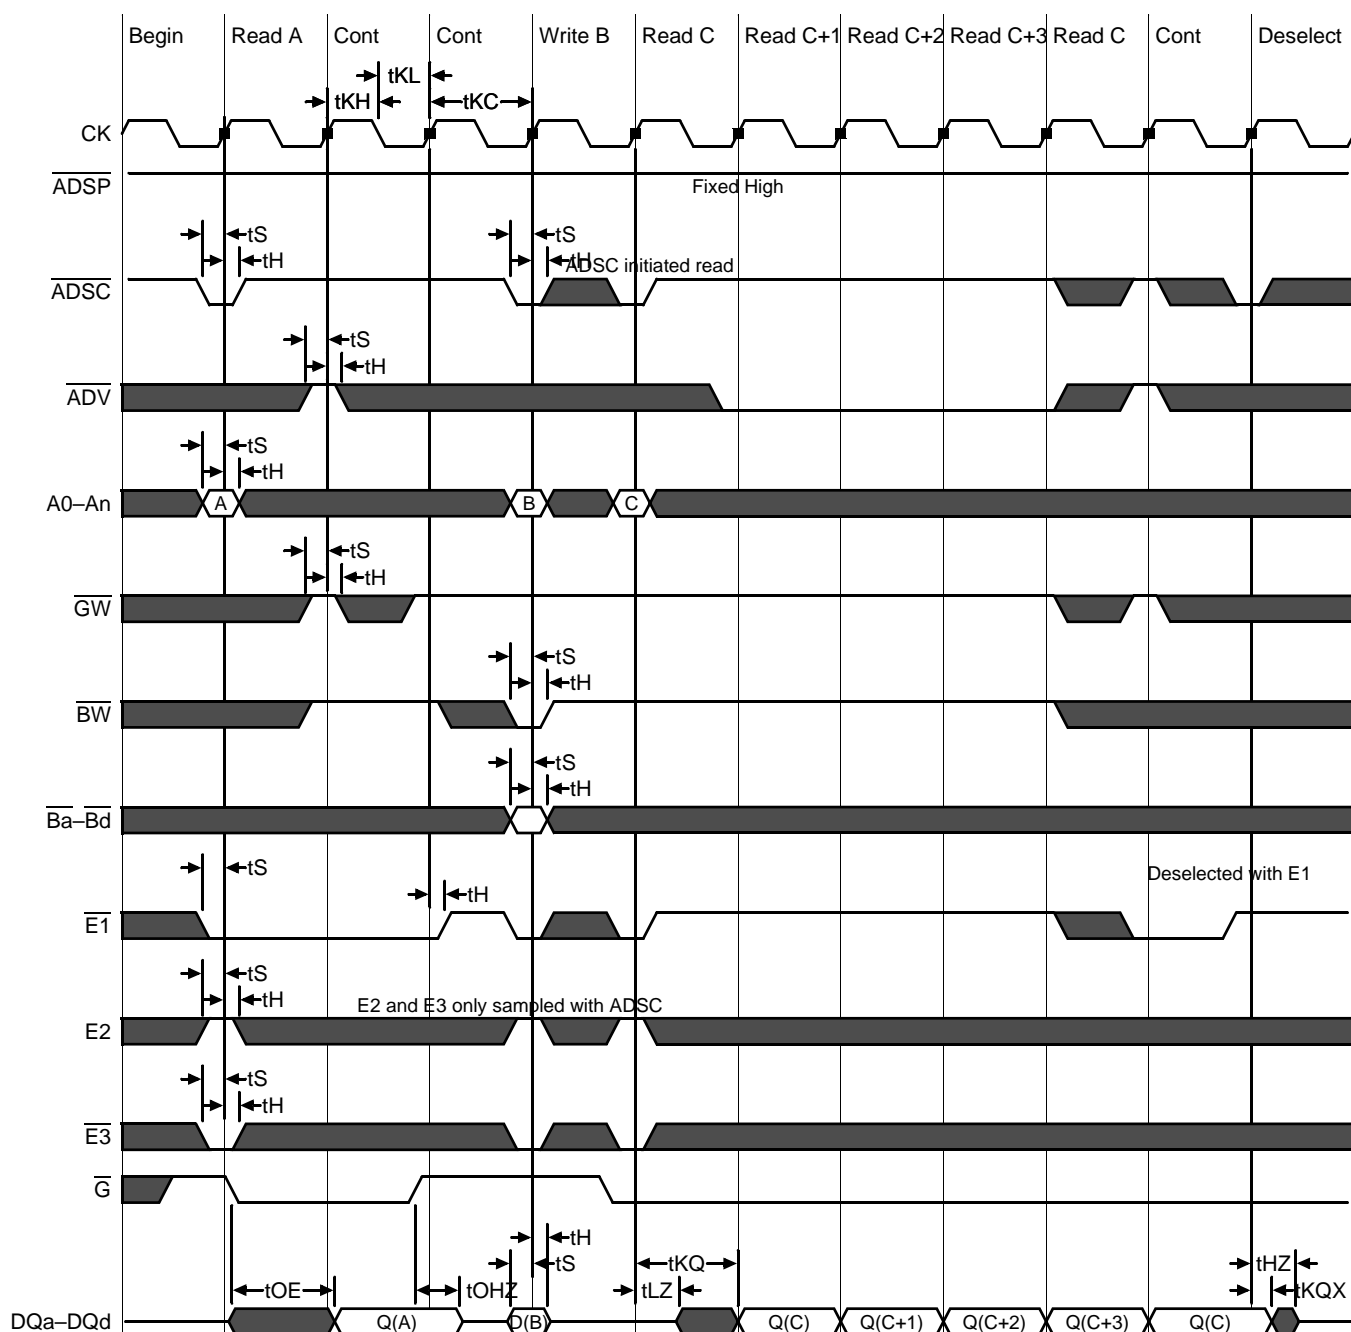 Begin Read A Cont Cont Write B Read C Read C+1 Read C+2 Read C+3 Read C Cont Deselect
tKL
tKH tKC
CK
ADSP
Fixed High
tS tS
tH tH
ADSC initiated read
ADSC
tS
tH
ADV
tS
tH
A0–An A B C
tS
tH
GW
tS
tH
BW
tS
tH
Ba–Bd
tS
Deselected with E1
tH
E1
tS
tH
E2 and E3 only sampled with ADSC
E2
tS
tH
E3
G
tH
tS tKQ tHZ
tOE tOHZ tLZ tKQX
DQa–DQd Q(A) D(B) Q(C) Q(C+1) Q(C+2) Q(C+3) Q(C)